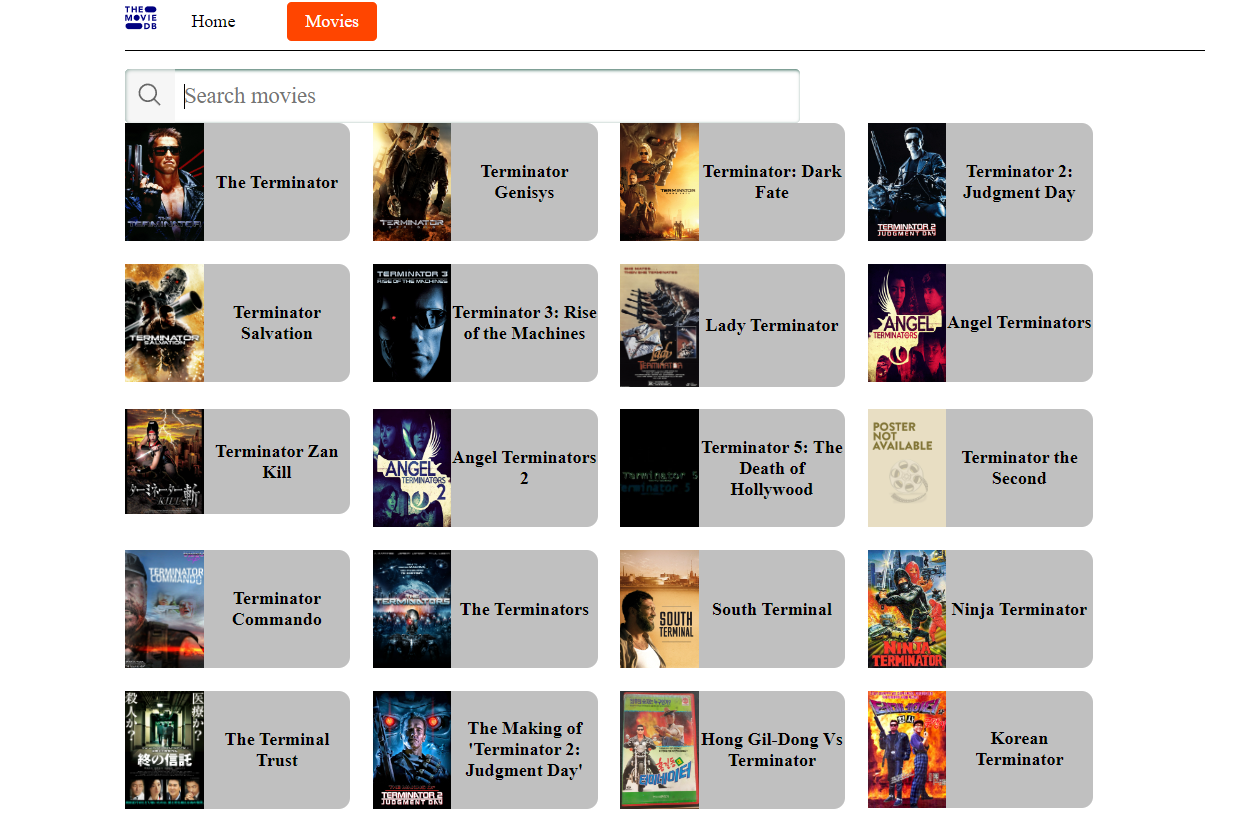 THE
MOVIE
DB
Home
Movies
Search movies
The Terminator
TERMINATOR
Terminator
Genisys
TERMINATOR
Terminator: Dark
Fate
TERMINATOR 2
JUDGMENT DAY
Terminator 2:
Judgment Day
TERMINATOR
SALVATION
Terminator
Salvation
TERMINATOR 3
RISE OF THE MACHINES
Terminator 3: Rise
of the Machines
SHE MATES.
THEN SHE TERMINATES.
Lady
TERMINATOR
Lady Terminator
ANGEL
TERMINATORS
Angel Terminators
ターミネーター斬
KILL
Terminator Zan
Kill
ANGEL
TERMINATORS
2
Angel Terminators
2
Terminator 5
Terminator 5: The
Death of
Hollywood
POSTER
NOT
AVAILABLE
Terminator the
Second
TERMINATOR
COMMANDO
Terminator
Commando
TERMINATORS
The Terminators
SOUTH
TERMINAL
South Terminal
NINJA
TERMINATOR
Ninja Terminator
殺人か?
医療か?
終の信託
The Terminal
Trust
TERMINATOR 2
JUDGMENT DAY
The Making of
'Terminator 2:
Judgment Day'
Hong Gil-Dong Vs
Terminator
Korean
Terminator